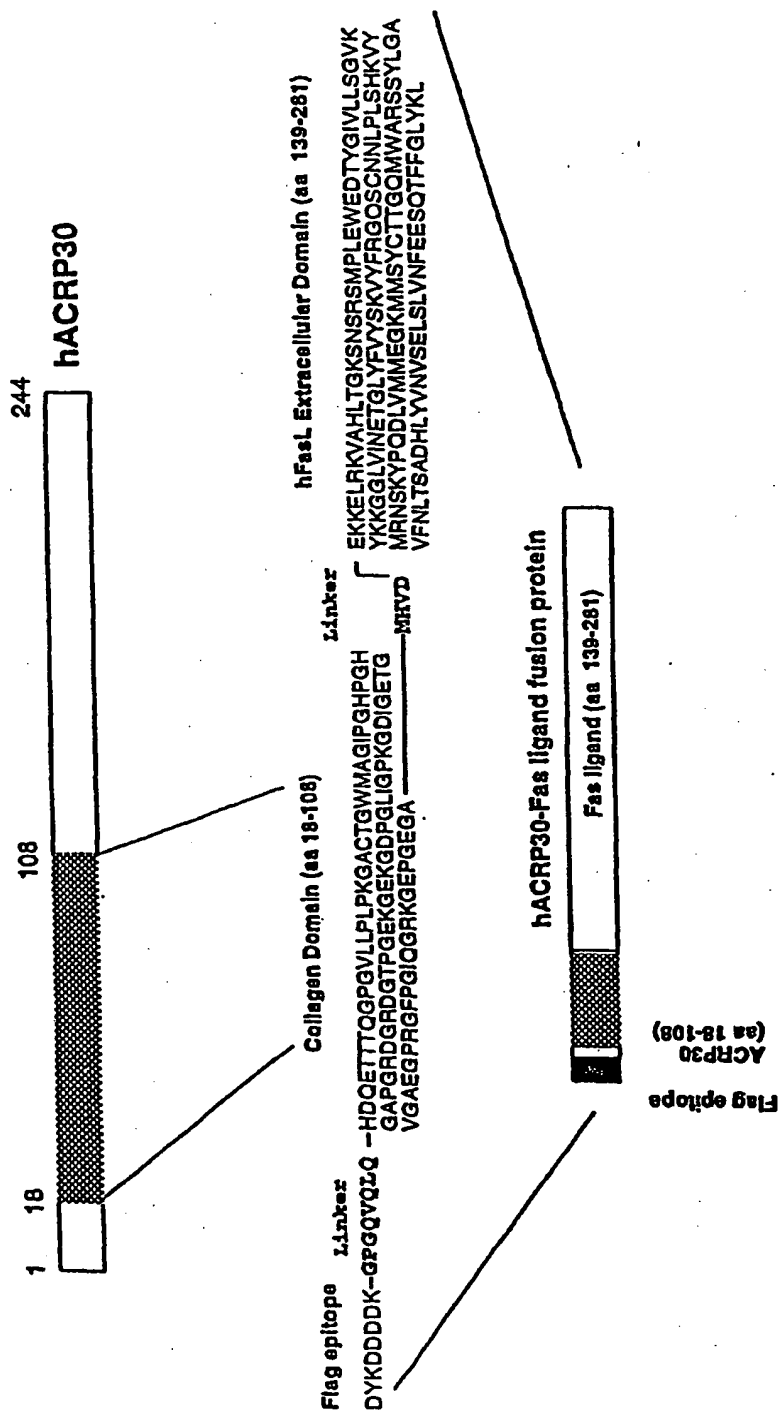 1
18
108
244
hACRP30
Collagen Domain (aa 18-108)
hFasL Extracellular Domain (aa 139-281)
Flag epitope
Linker
Linker
DYKDDDDK-GPGQVQLQ
-HDQETTTQGPGVLLPLPKGACTGWMAGIPGHPGH
GAPGRDGRDGTPGEKGEKGDPGLIGPKGDIGETG
VGAEGPRGFPGIQGRKGEPGEGA
MHVD
EKKELRKVAHLTGKSNSRSMPLEWEDTYGIVLLSGVK
YKKGGLVINETGLYFVYSKVYFRGQSCNNLPLSHKVY
MRNSKYPQDLVMMEGKMMSYCTTGQMWARSSYLGA
VFNLTSADHLYVNVSELSLVNFEESQTFFGLYKL
hACRP30-Fas ligand fusion protein
Fas ligand (aa 139-281)
Flag epitope
ACRP30
(aa 18-108)